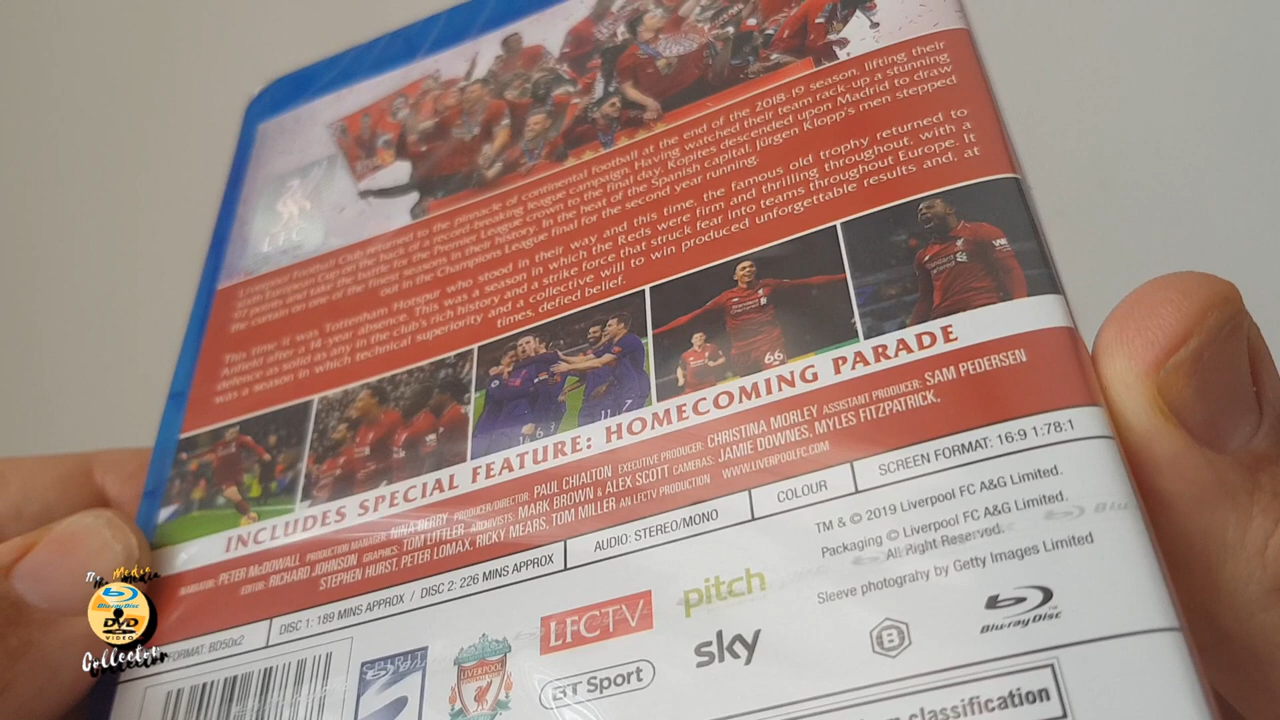 LFC
Liverpool Football Club returned to the pinnacle of continental football at the end of the 2018-19 season, lifting their
sixth European Cup on the back of a record-breaking league campaign. Having watched their team rack-up a stunning
97 points and take the battle for the Premier League crown to the final day, Kopites descended upon Madrid to draw
the curtain on one of the finest seasons in their history. In the heat of the Spanish capital, Jürgen Klopp's men stepped
out in the Champions League final for the second year running.
This time it was Tottenham Hotspur who stood in their way and this time, the famous old trophy returned to
Anfield after a 14-year absence. This was a season in which the Reds were firm and thrilling throughout, with a
defence as solid as any in the club's rich history and a strike force that struck fear into teams throughout Europe. It
was a season in which technical superiority and a collective will to win produced unforgettable results and, at
times, defied belief.
66
INCLUDES SPECIAL FEATURE: HOMECOMING PARADE
NARRATOR: PETER McDOWALL PRODUCTION MANAGER: NINA BERRY PRODUCER/DIRECTOR: PAUL CHIALTON EXECUTIVE PRODUCER: CHRISTINA MORLEY ASSISTANT PRODUCER: SAM PEDERSEN
EDITOR: RICHARD JOHNSON GRAPHICS: TOM LITTLER ARCHIVISTS: MARK BROWN & ALEX SCOTT CAMERAS: JAMIE DOWNES, MYLES FITZPATRICK,
STEPHEN HURST, PETER LOMAX, RICKY MEARS, TOM MILLER AN LFCTV PRODUCTION WWW.LIVERPOOLFC.COM
FORMAT: BD50x2
DISC 1: 189 MINS APPROX / DISC 2: 226 MINS APPROX
AUDIO: STEREO/MONO
COLOUR
SCREEN FORMAT: 16:9 1:78:1
TM & © 2019 Liverpool FC A&G Limited.
Packaging © Liverpool FC A&G Limited.
All Right Reserved.
Sleeve photograhy by Getty Images Limited
SPIRIT
LIVERPOOL
LFCTV
BT Sport
pitch
sky
B
Blu-ray Disc
classification
The Media
Blu-ray Disc
DVD
VIDEO
Collector